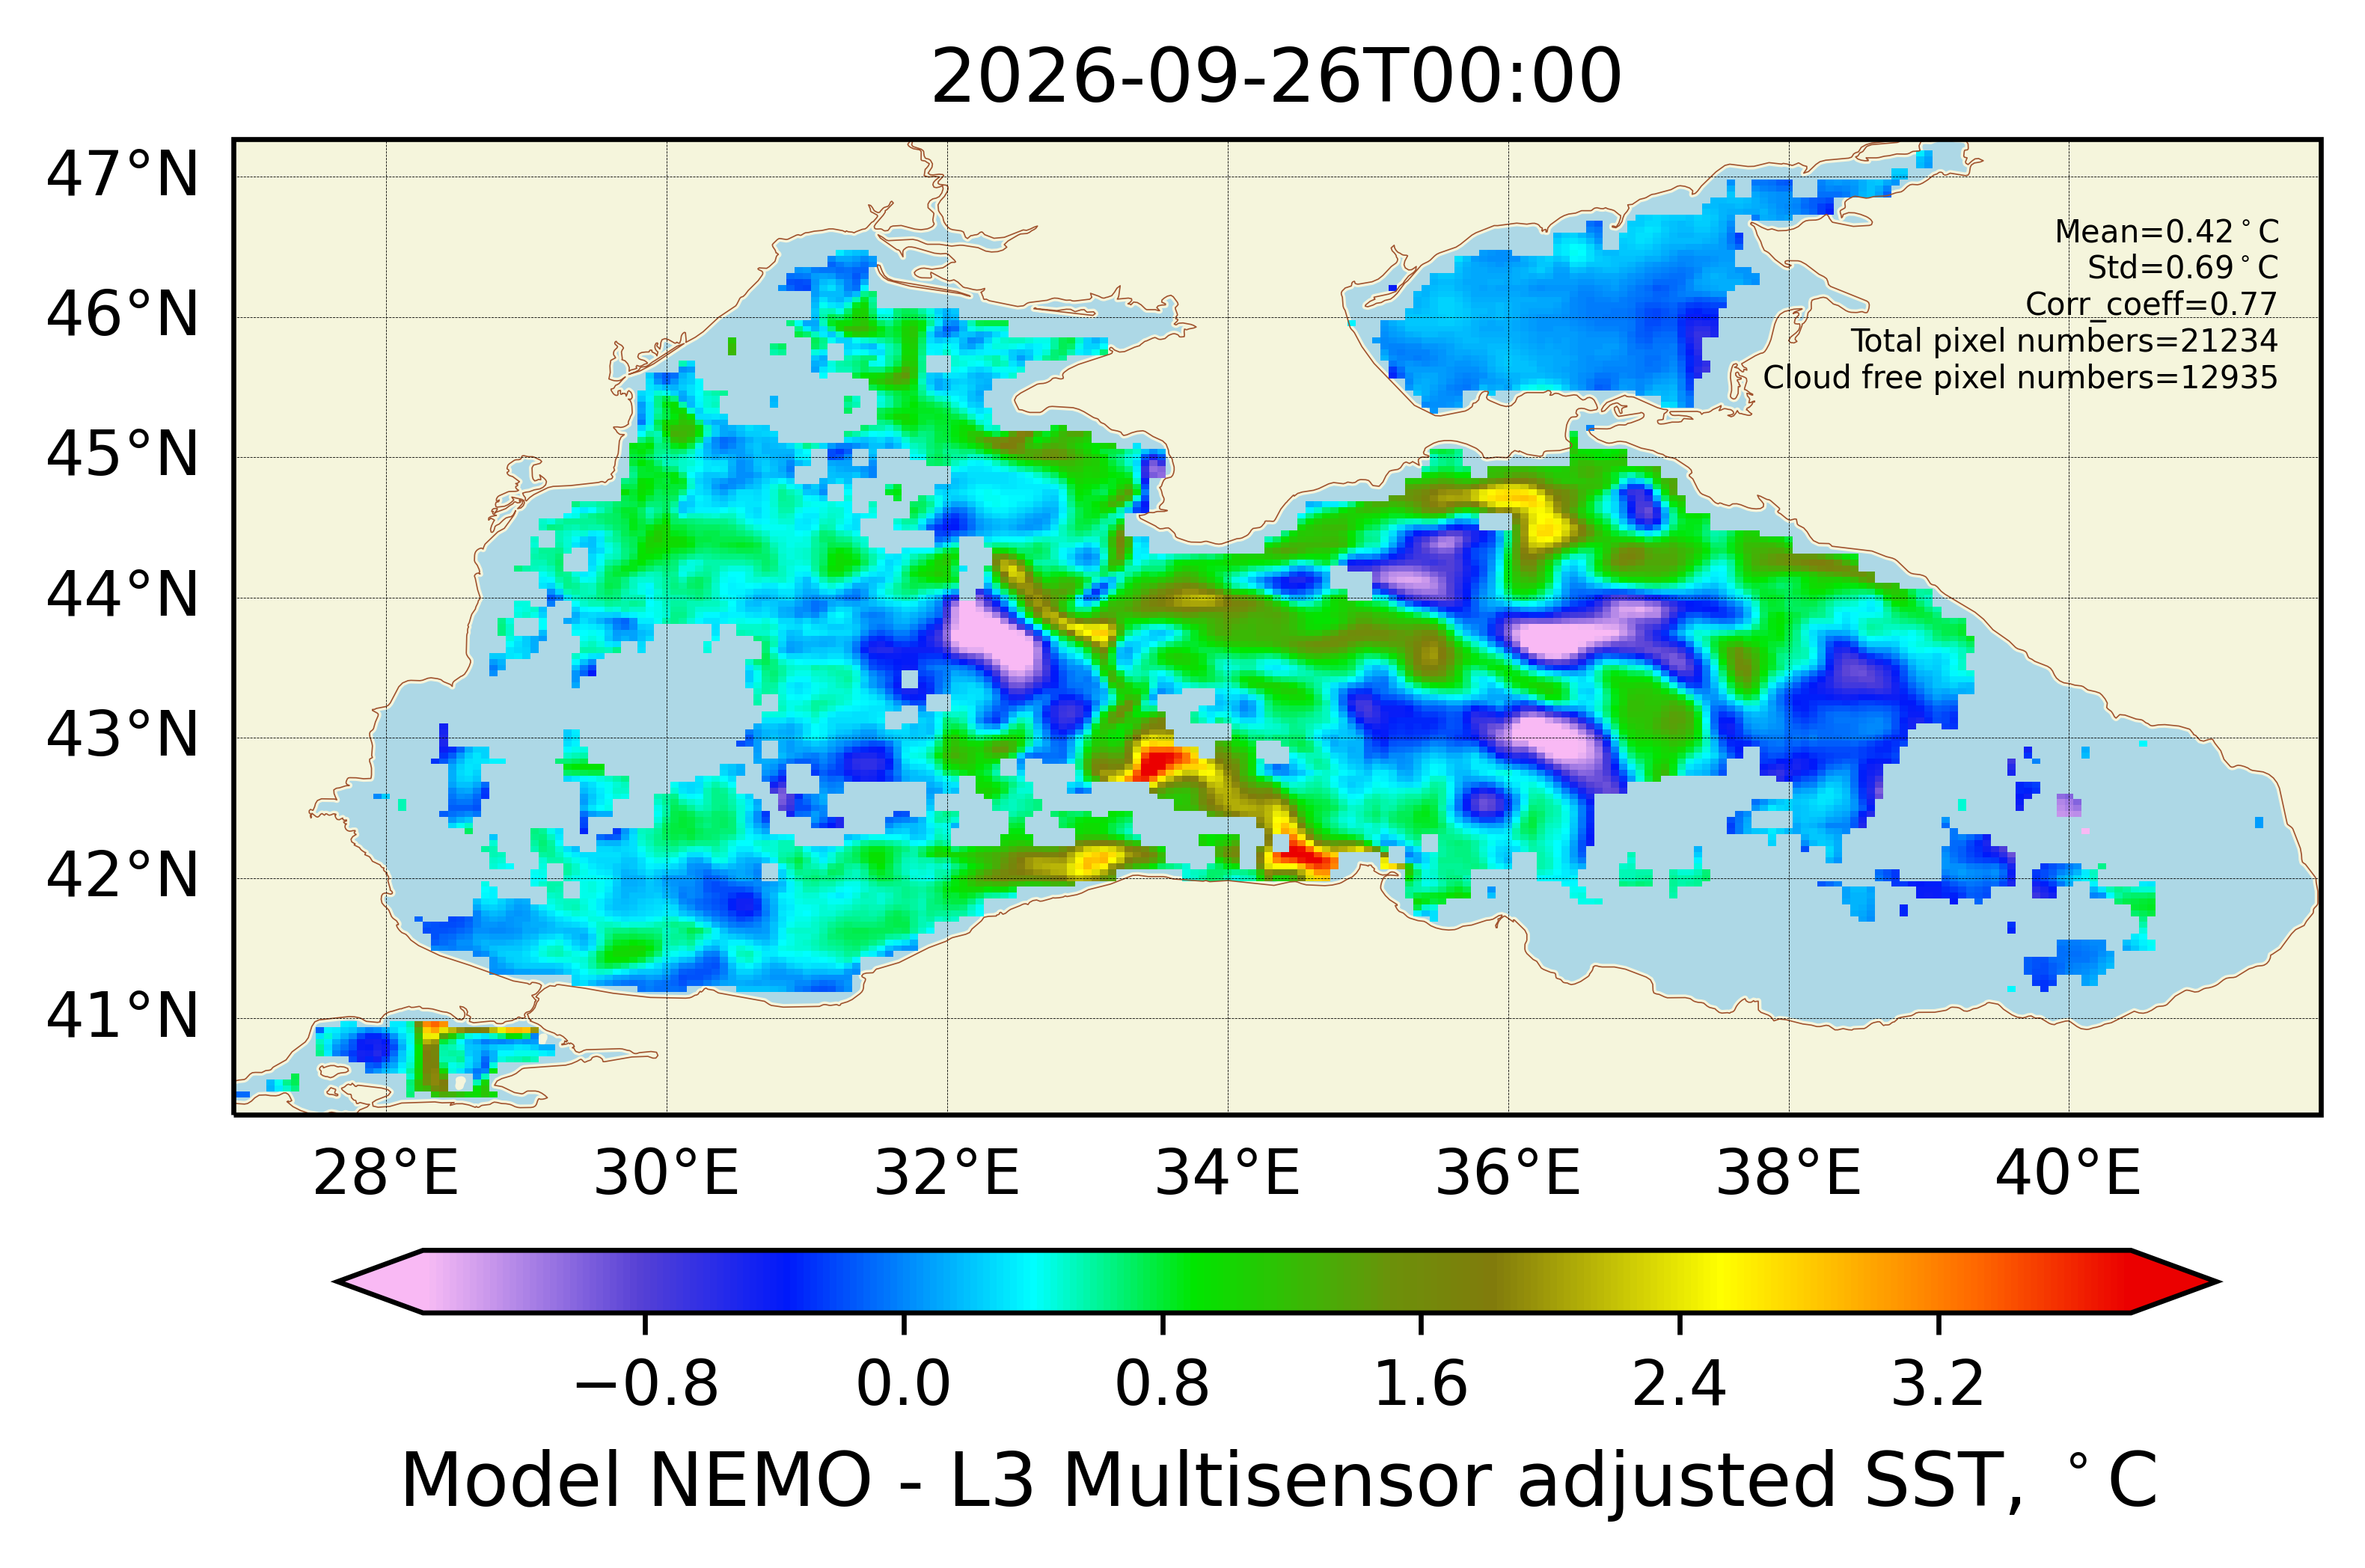 2026-09-26T00:00
47°N
46°N
45°N
44°N
43°N
42°N
41°N
Mean=0.42°C
Std=0.69°C
Corr_coeff=0.77
Total pixel numbers=21234
Cloud free pixel numbers=12935
28°E 30°E 32°E 34°E 36°E 38°E 40°E
−0.8 0.0 0.8 1.6 2.4 3.2
Model NEMO - L3 Multisensor adjusted SST, °C